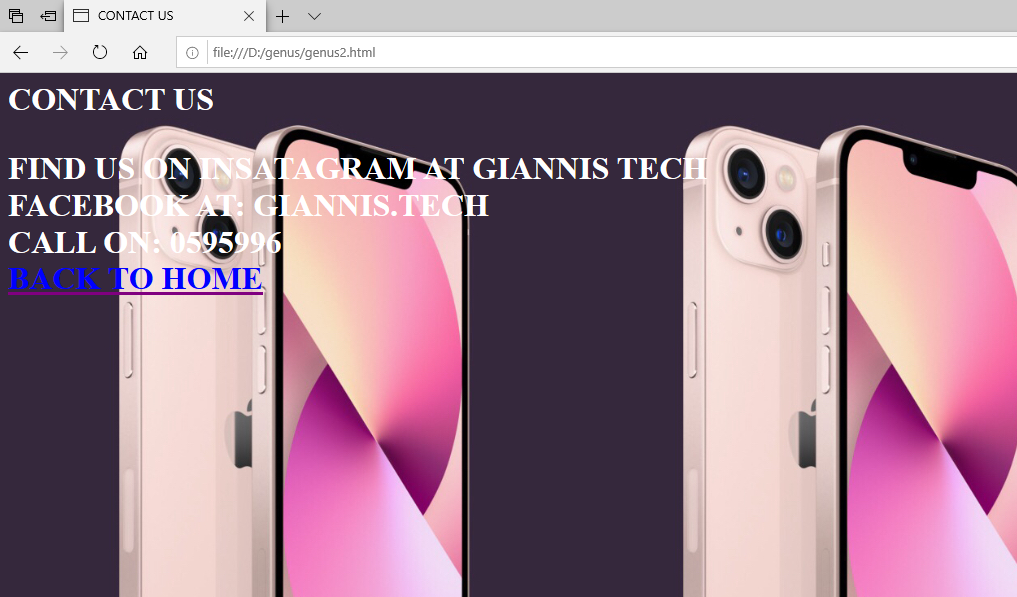 CONTACT US
file:///D:/genus/genus2.html
CONTACT US
FIND US ON INSATAGRAM AT GIANNIS TECH
FACEBOOK AT: GIANNIS.TECH
CALL ON: 0595996
BACK TO HOME